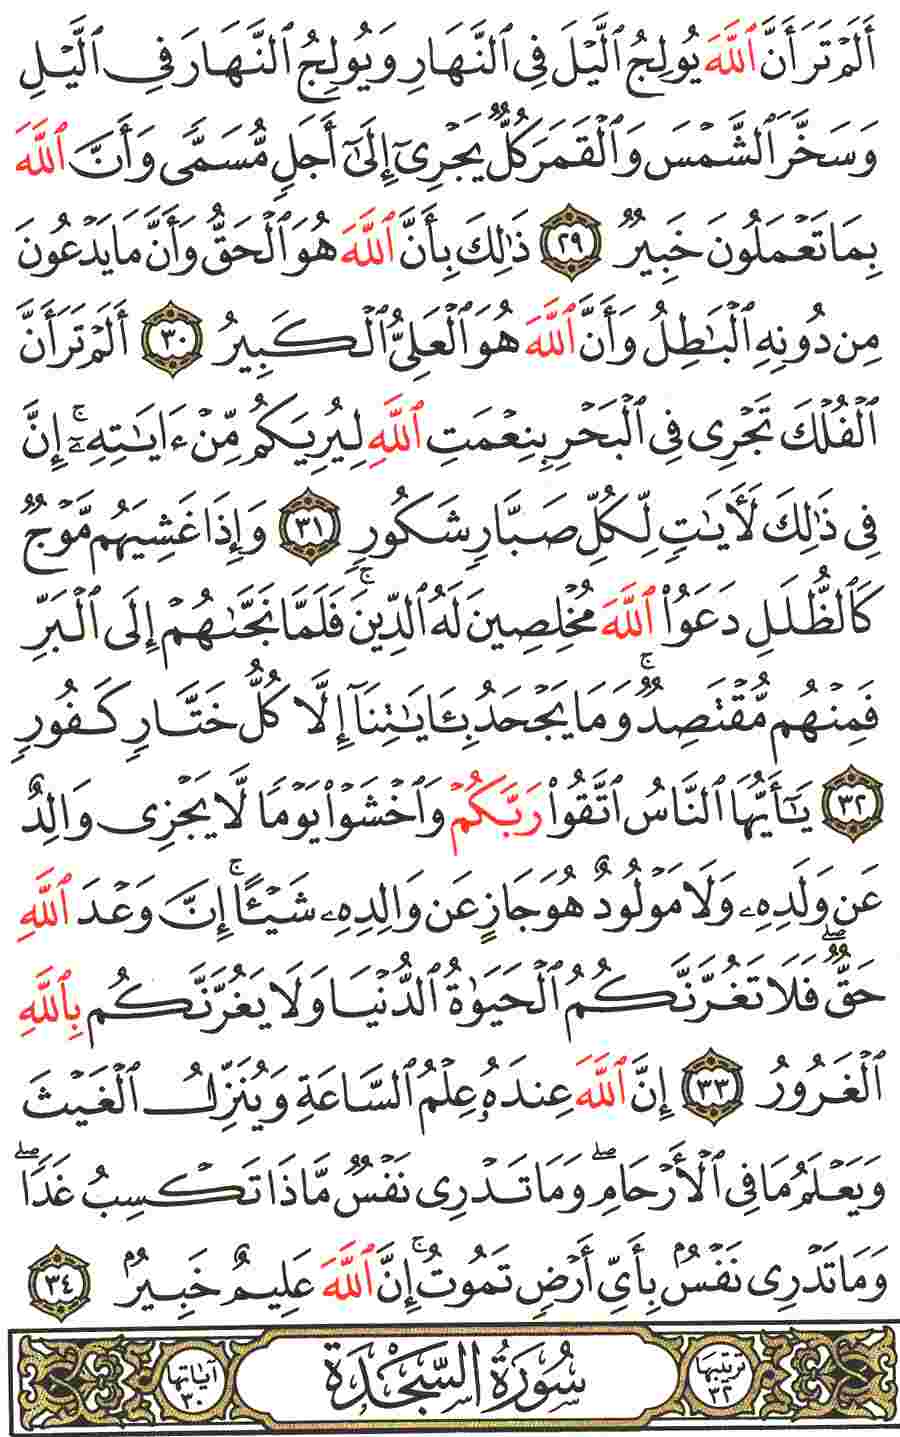 أَلَمْ تَرَ أَنَّ ٱللَّهَ يُولِجُ ٱلَّيْلَ فِى ٱلنَّهَارِ وَيُولِجُ ٱلنَّهَارَ فِى ٱلَّيْلِ
وَسَخَّرَ ٱلشَّمْسَ وَٱلْقَمَرَ كُلٌّ يَجْرِىٓ إِلَىٰٓ أَجَلٍ مُّسَمًّى وَأَنَّ ٱللَّهَ
بِمَا تَعْمَلُونَ خَبِيرٌ ٢٩ ذَٰلِكَ بِأَنَّ ٱللَّهَ هُوَ ٱلْحَقُّ وَأَنَّ مَا يَدْعُونَ
مِن دُونِهِ ٱلْبَٰطِلُ وَأَنَّ ٱللَّهَ هُوَ ٱلْعَلِىُّ ٱلْكَبِيرُ ٣٠ أَلَمْ تَرَ أَنَّ
ٱلْفُلْكَ تَجْرِى فِى ٱلْبَحْرِ بِنِعْمَتِ ٱللَّهِ لِيُرِيَكُم مِّنْ ءَايَٰتِهِۦٓ ۚ إِنَّ
فِى ذَٰلِكَ لَءَايَٰتٍ لِّكُلِّ صَبَّارٍ شَكُورٍ ٣١ وَإِذَا غَشِيَهُم مَّوْجٌ
كَٱلظُّلَلِ دَعَوُا۟ ٱللَّهَ مُخْلِصِينَ لَهُ ٱلدِّينَ فَلَمَّا نَجَّىٰهُمْ إِلَى ٱلْبَرِّ
فَمِنْهُم مُّقْتَصِدٌ ۚ وَمَا يَجْحَدُ بِـَٔايَٰتِنَآ إِلَّا كُلُّ خَتَّارٍ كَفُورٍ
٣٢ يَٰٓأَيُّهَا ٱلنَّاسُ ٱتَّقُوا۟ رَبَّكُمْ وَٱخْشَوْا۟ يَوْمًا لَّا يَجْزِى وَالِدٌ
عَن وَلَدِهِۦ وَلَا مَوْلُودٌ هُوَ جَازٍ عَن وَالِدِهِۦ شَيْـًٔا ۚ إِنَّ وَعْدَ ٱللَّهِ
حَقٌّ ۖ فَلَا تَغُرَّنَّكُمُ ٱلْحَيَوٰةُ ٱلدُّنْيَا وَلَا يَغُرَّنَّكُم بِٱللَّهِ
ٱلْغَرُورُ ٣٣ إِنَّ ٱللَّهَ عِندَهُۥ عِلْمُ ٱلسَّاعَةِ وَيُنَزِّلُ ٱلْغَيْثَ
وَيَعْلَمُ مَا فِى ٱلْأَرْحَامِ ۖ وَمَا تَدْرِى نَفْسٌ مَّاذَا تَكْسِبُ غَدًا ۖ
وَمَا تَدْرِى نَفْسٌۢ بِأَىِّ أَرْضٍ تَمُوتُ ۚ إِنَّ ٱللَّهَ عَلِيمٌ خَبِيرٌۢ ٣٤
ترتيبها ٣٢ سُورَةُ السَّجْدَةِ آياتها ٣٠